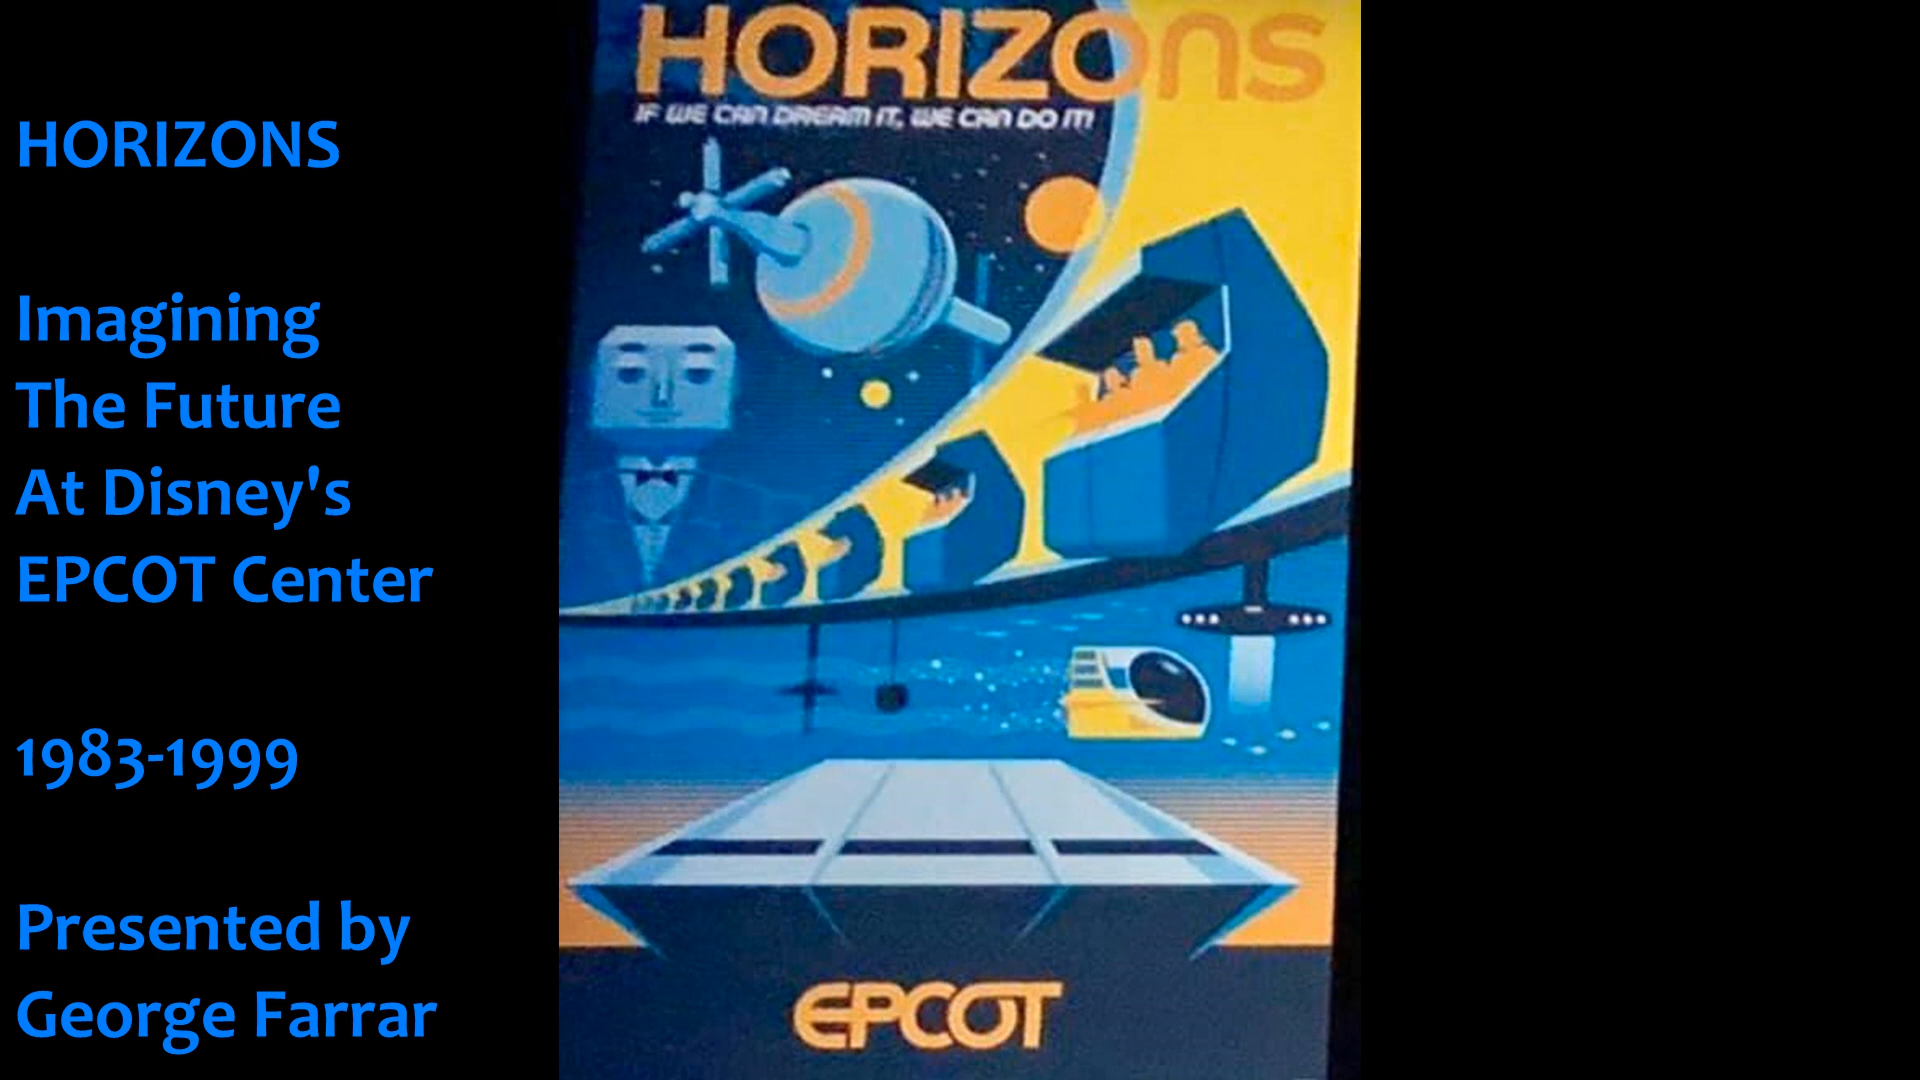 HORIZONS
Imagining
The Future
At Disney's
EPCOT Center
1983-1999
Presented by
George Farrar
HORIZONS
IF WE CAN DREAM IT, WE CAN DO IT!
EPCOT